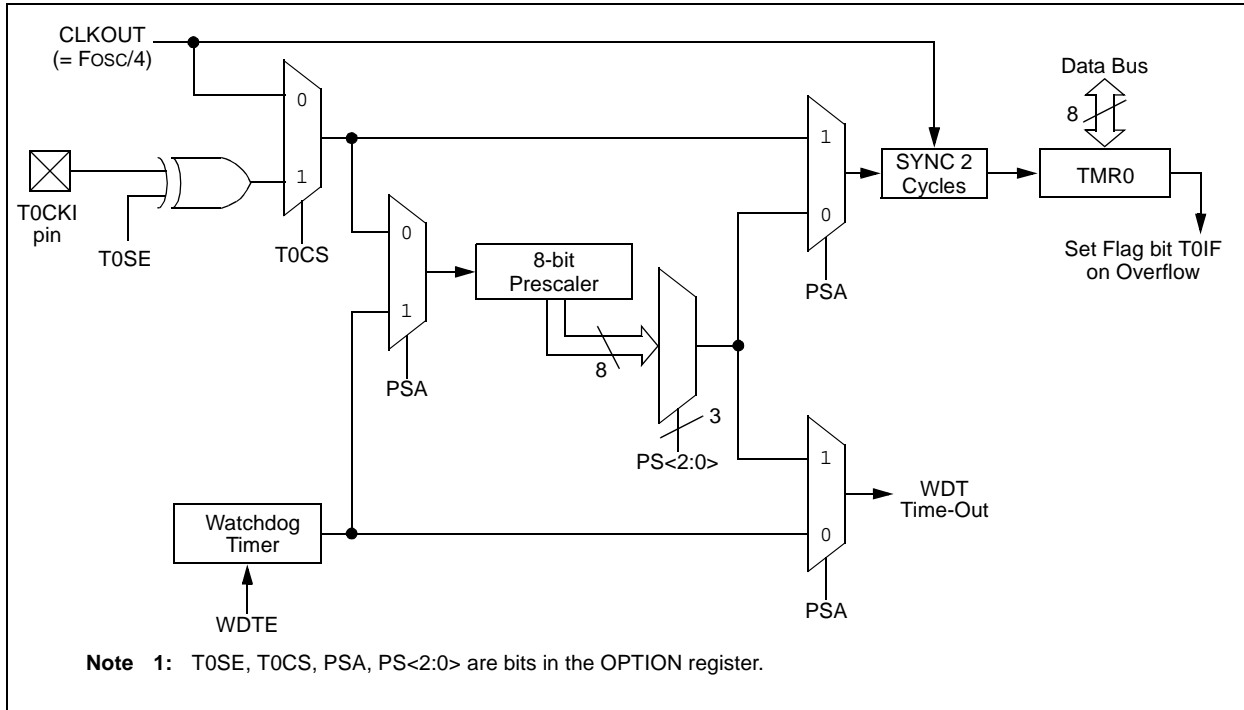 CLKOUT
(= FOSC/4)
0
1
T0CKI
pin
T0SE
T0CS
0
1
PSA
8-bit
Prescaler
8
3
PS<2:0>
1
0
PSA
SYNC 2
Cycles
Data Bus
8
TMR0
Set Flag bit T0IF
on Overflow
Watchdog
Timer
WDTE
1
0
PSA
WDT
Time-Out
Note 1: T0SE, T0CS, PSA, PS<2:0> are bits in the OPTION register.